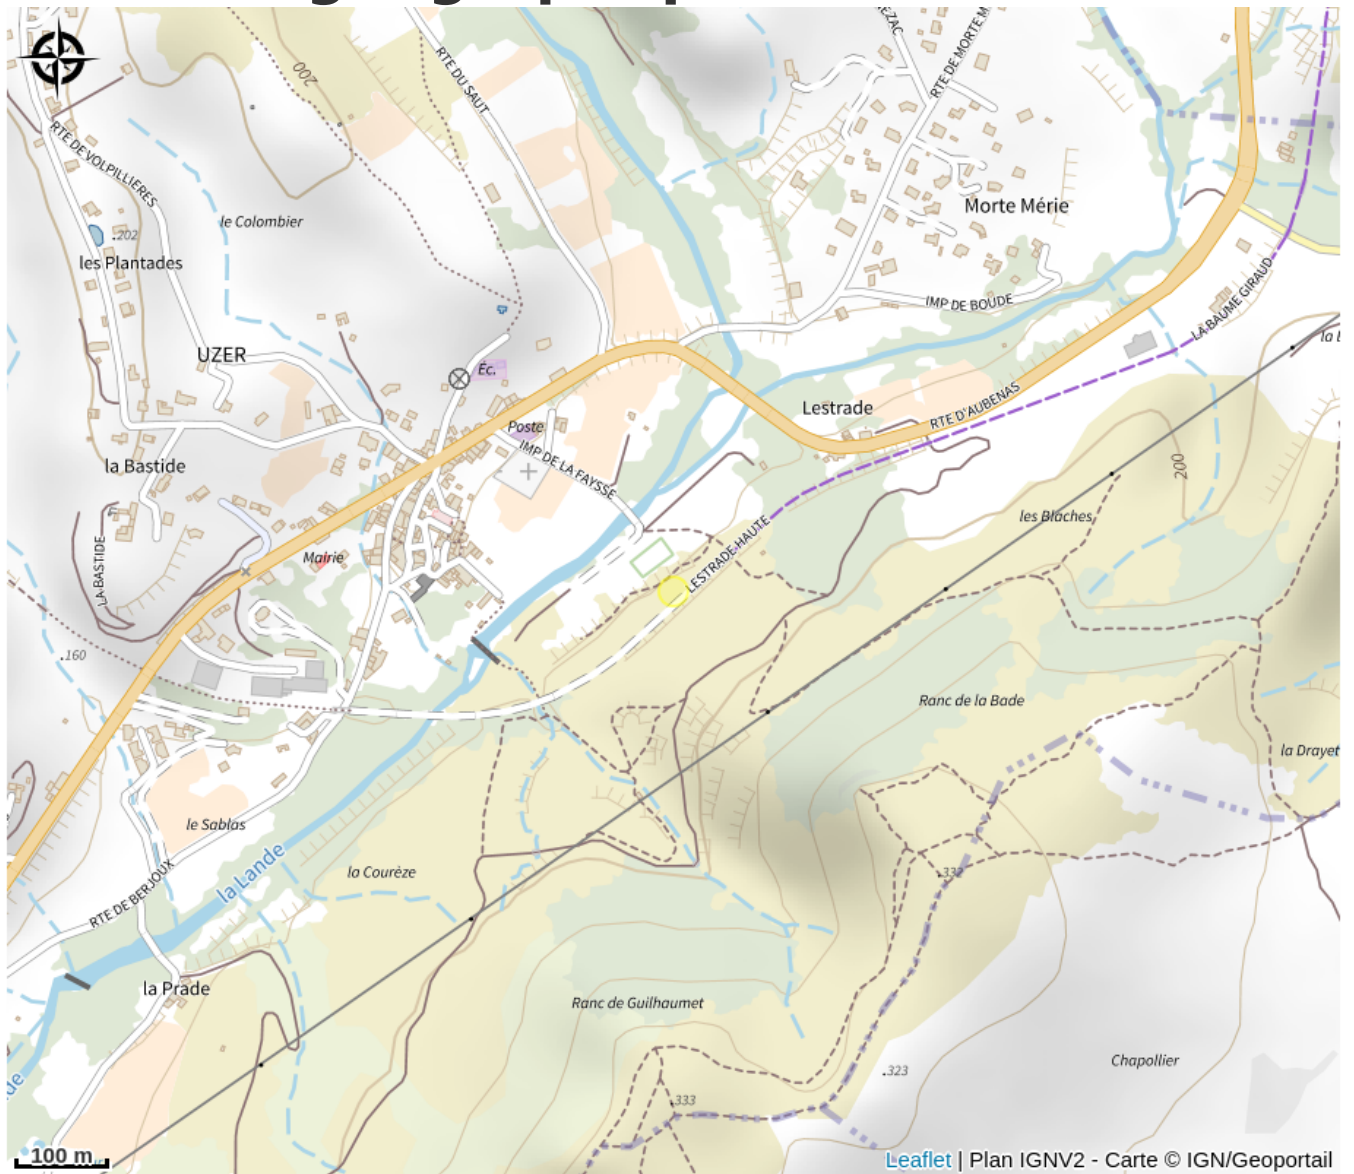 200
RTE DU SAUT
EZAC
RTE DE MORTE M
RTE DE VOLPILLIERES
le Colombier
Morte Mérie
.202
les Plantades
LA BAUME GIRAUD
IMP DE BOUDE
UZER
Éc.
Lestrade
RTE D'AUBENAS
Poste
IMP DE LA FAYSSE
la Bastide
200
les Blaches
LESTRADE HAUTE
Mairie
LA BASTIDE
.160
Ranc de la Bade
la Drayet
le Sablas
la Lande
la Courèze
.332
RTE DE BERJOUX
la Prade
Ranc de Guilhaumet
Chapollier
.323
.333
de
100 m
Leaflet | Plan IGNV2 - Carte © IGN/Geoportail